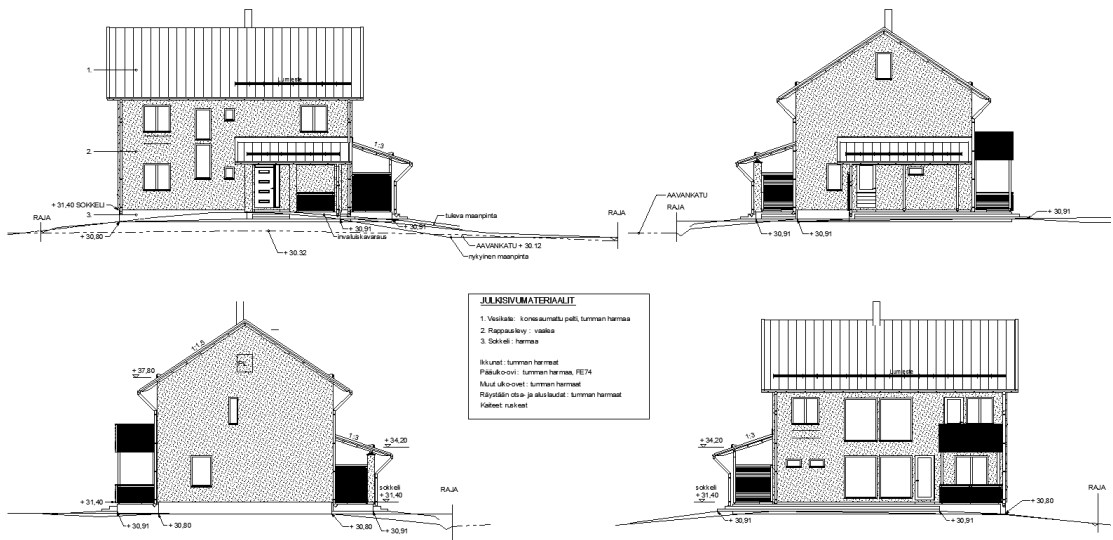 Lumieste
1.
2.
3.
1:3
+ 31,40 SOKKELI
RAJA
+ 30,80
+ 30.32
+ 30,91
+ 30,91
invaluiskavaraus
tuleva maanpinta
AAVANKATU + 30.12
nykyinen maanpinta
RAJA
AAVANKATU
RAJA
+ 30,91
+ 30,91
+ 30,91
1:1,5
PL
+ 37,80
1:3
+ 34,20
sokkeli
+ 31,40
+ 31,40
RAJA
+ 30,91
+ 30,80
+ 30,80
+ 30,91
JULKISIVUMATERIAALIT
1. Vesikate: konesaumattu pelti, tumman harmaa
2. Rappauslevy : vaalea
3. Sokkeli : harmaa
Ikkunat : tumman harmaat
Pääulko-ovi : tumman harmaa, FE74
Muut ulko-ovet : tumman harmaat
Räystään otsa- ja aluslaudat : tumman harmaat
Kaiteet: ruskeat
Lumieste
1:3
+ 34,20
sokkeli
+ 31,40
RAJA
+ 30,80
+ 30,91
+ 30,91